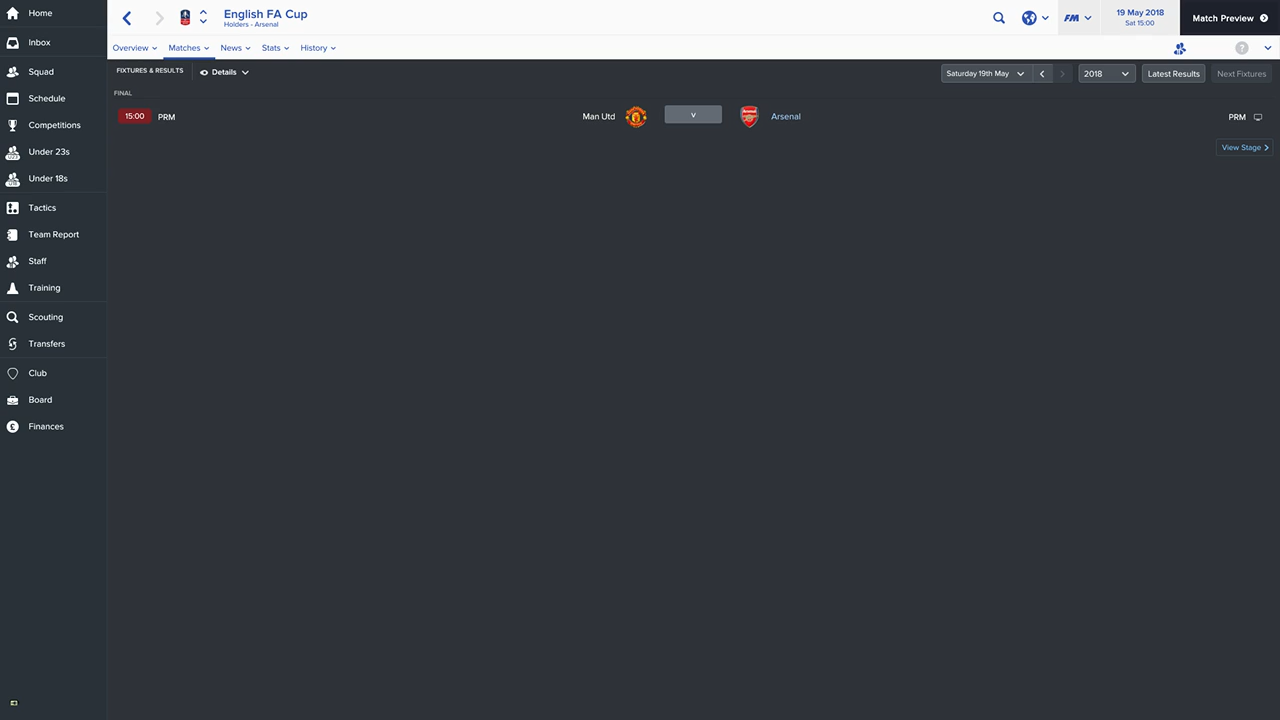 Home
Inbox
Squad
Schedule
Competitions
Under 23s
Under 18s
Tactics
Team Report
Staff
Training
Scouting
Transfers
Club
Board
Finances
English FA Cup
Holders - Arsenal
FM
19 May 2018
Sat 15:00
Match Preview
Overview Matches News Stats History
FIXTURES & RESULTS Details
Saturday 19th May 2018 Latest Results Next Fixtures
FINAL
15:00 PRM Man Utd v Arsenal PRM
View Stage